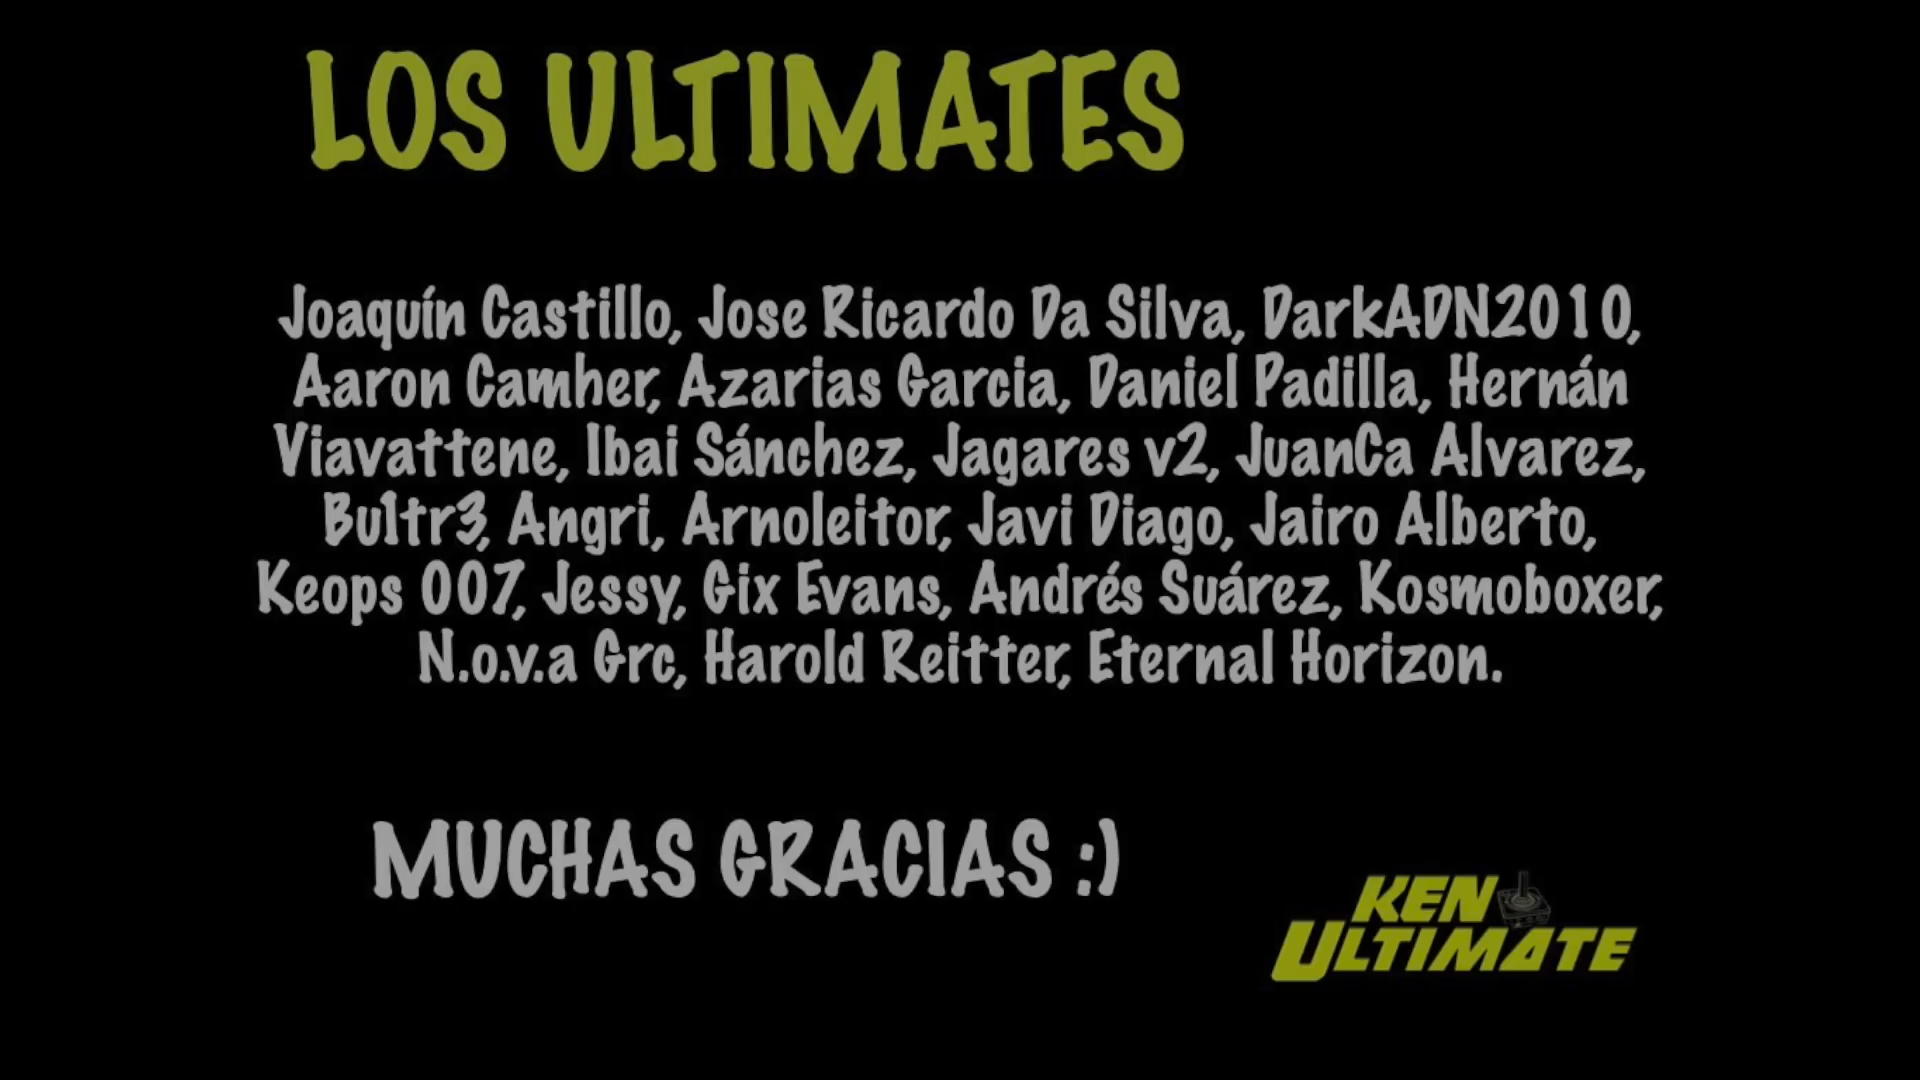 LOS ULTIMATES
Joaquín Castillo, Jose Ricardo Da Silva, DarkADN2010,
Aaron Camher, Azarias Garcia, Daniel Padilla, Hernán
Viavattene, Ibai Sánchez, Jagares v2, JuanCa Alvarez,
Bu1tr3, Angri, Arnoleitor, Javi Diago, Jairo Alberto,
Keops 007, Jessy, Gix Evans, Andrés Suárez, Kosmoboxer,
N.o.v.a Grc, Harold Reitter, Eternal Horizon.
MUCHAS GRACIAS :)
KEN
ULTIMATE